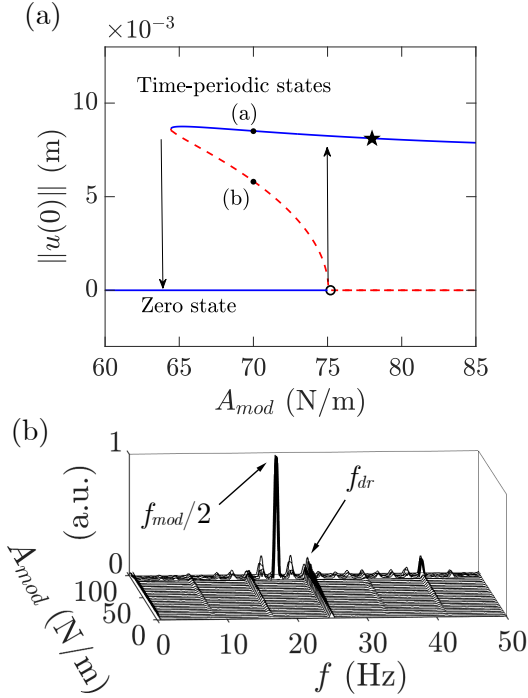 (a)
×10⁻³
10
5
0
||u(0)|| (m)
Time-periodic states
(a)
(b)
Zero state
60 65 70 75 80 85
A_mod (N/m)
(b)
1
0
(a.u.)
f_mod/2
f_dr
100
50
0
A_mod (N/m)
0 10 20 30 40 50
f (Hz)